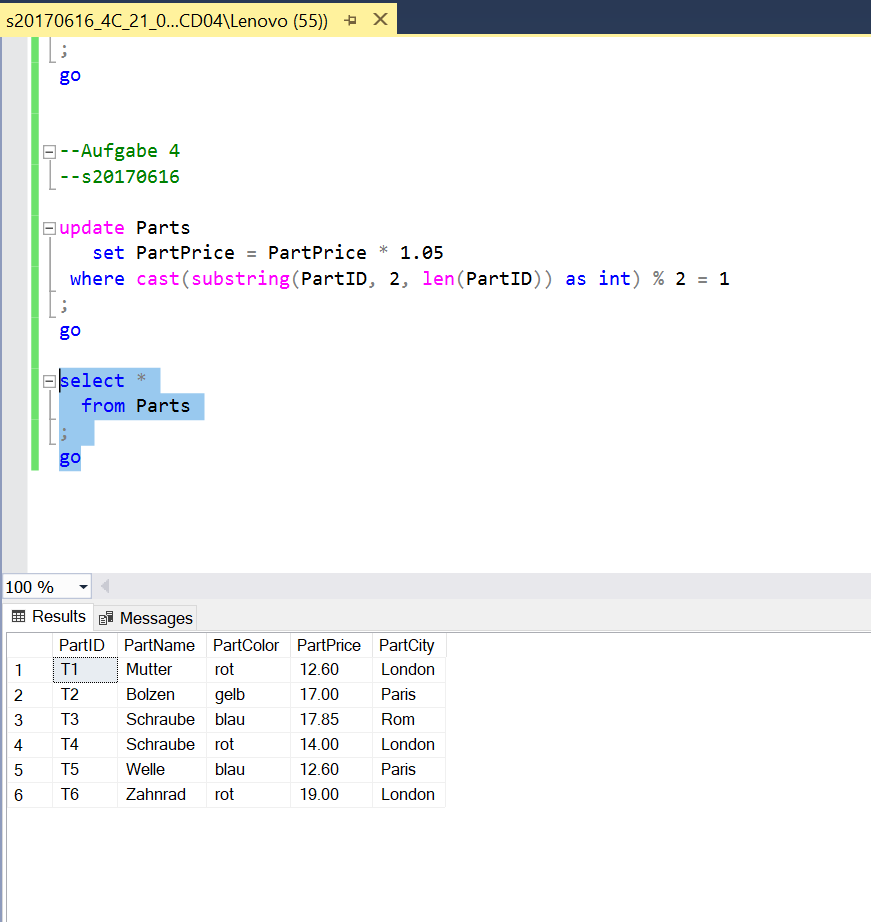 s20170616_4C_21_0...CD04\Lenovo (55))
;
go
--Aufgabe 4
--s20170616
update Parts
set PartPrice = PartPrice * 1.05
where cast(substring(PartID, 2, len(PartID)) as int) % 2 = 1
;
go
select *
from Parts
;
go
100 %
Results Messages
PartID PartName PartColor PartPrice PartCity
1 T1 Mutter rot 12.60 London
2 T2 Bolzen gelb 17.00 Paris
3 T3 Schraube blau 17.85 Rom
4 T4 Schraube rot 14.00 London
5 T5 Welle blau 12.60 Paris
6 T6 Zahnrad rot 19.00 London